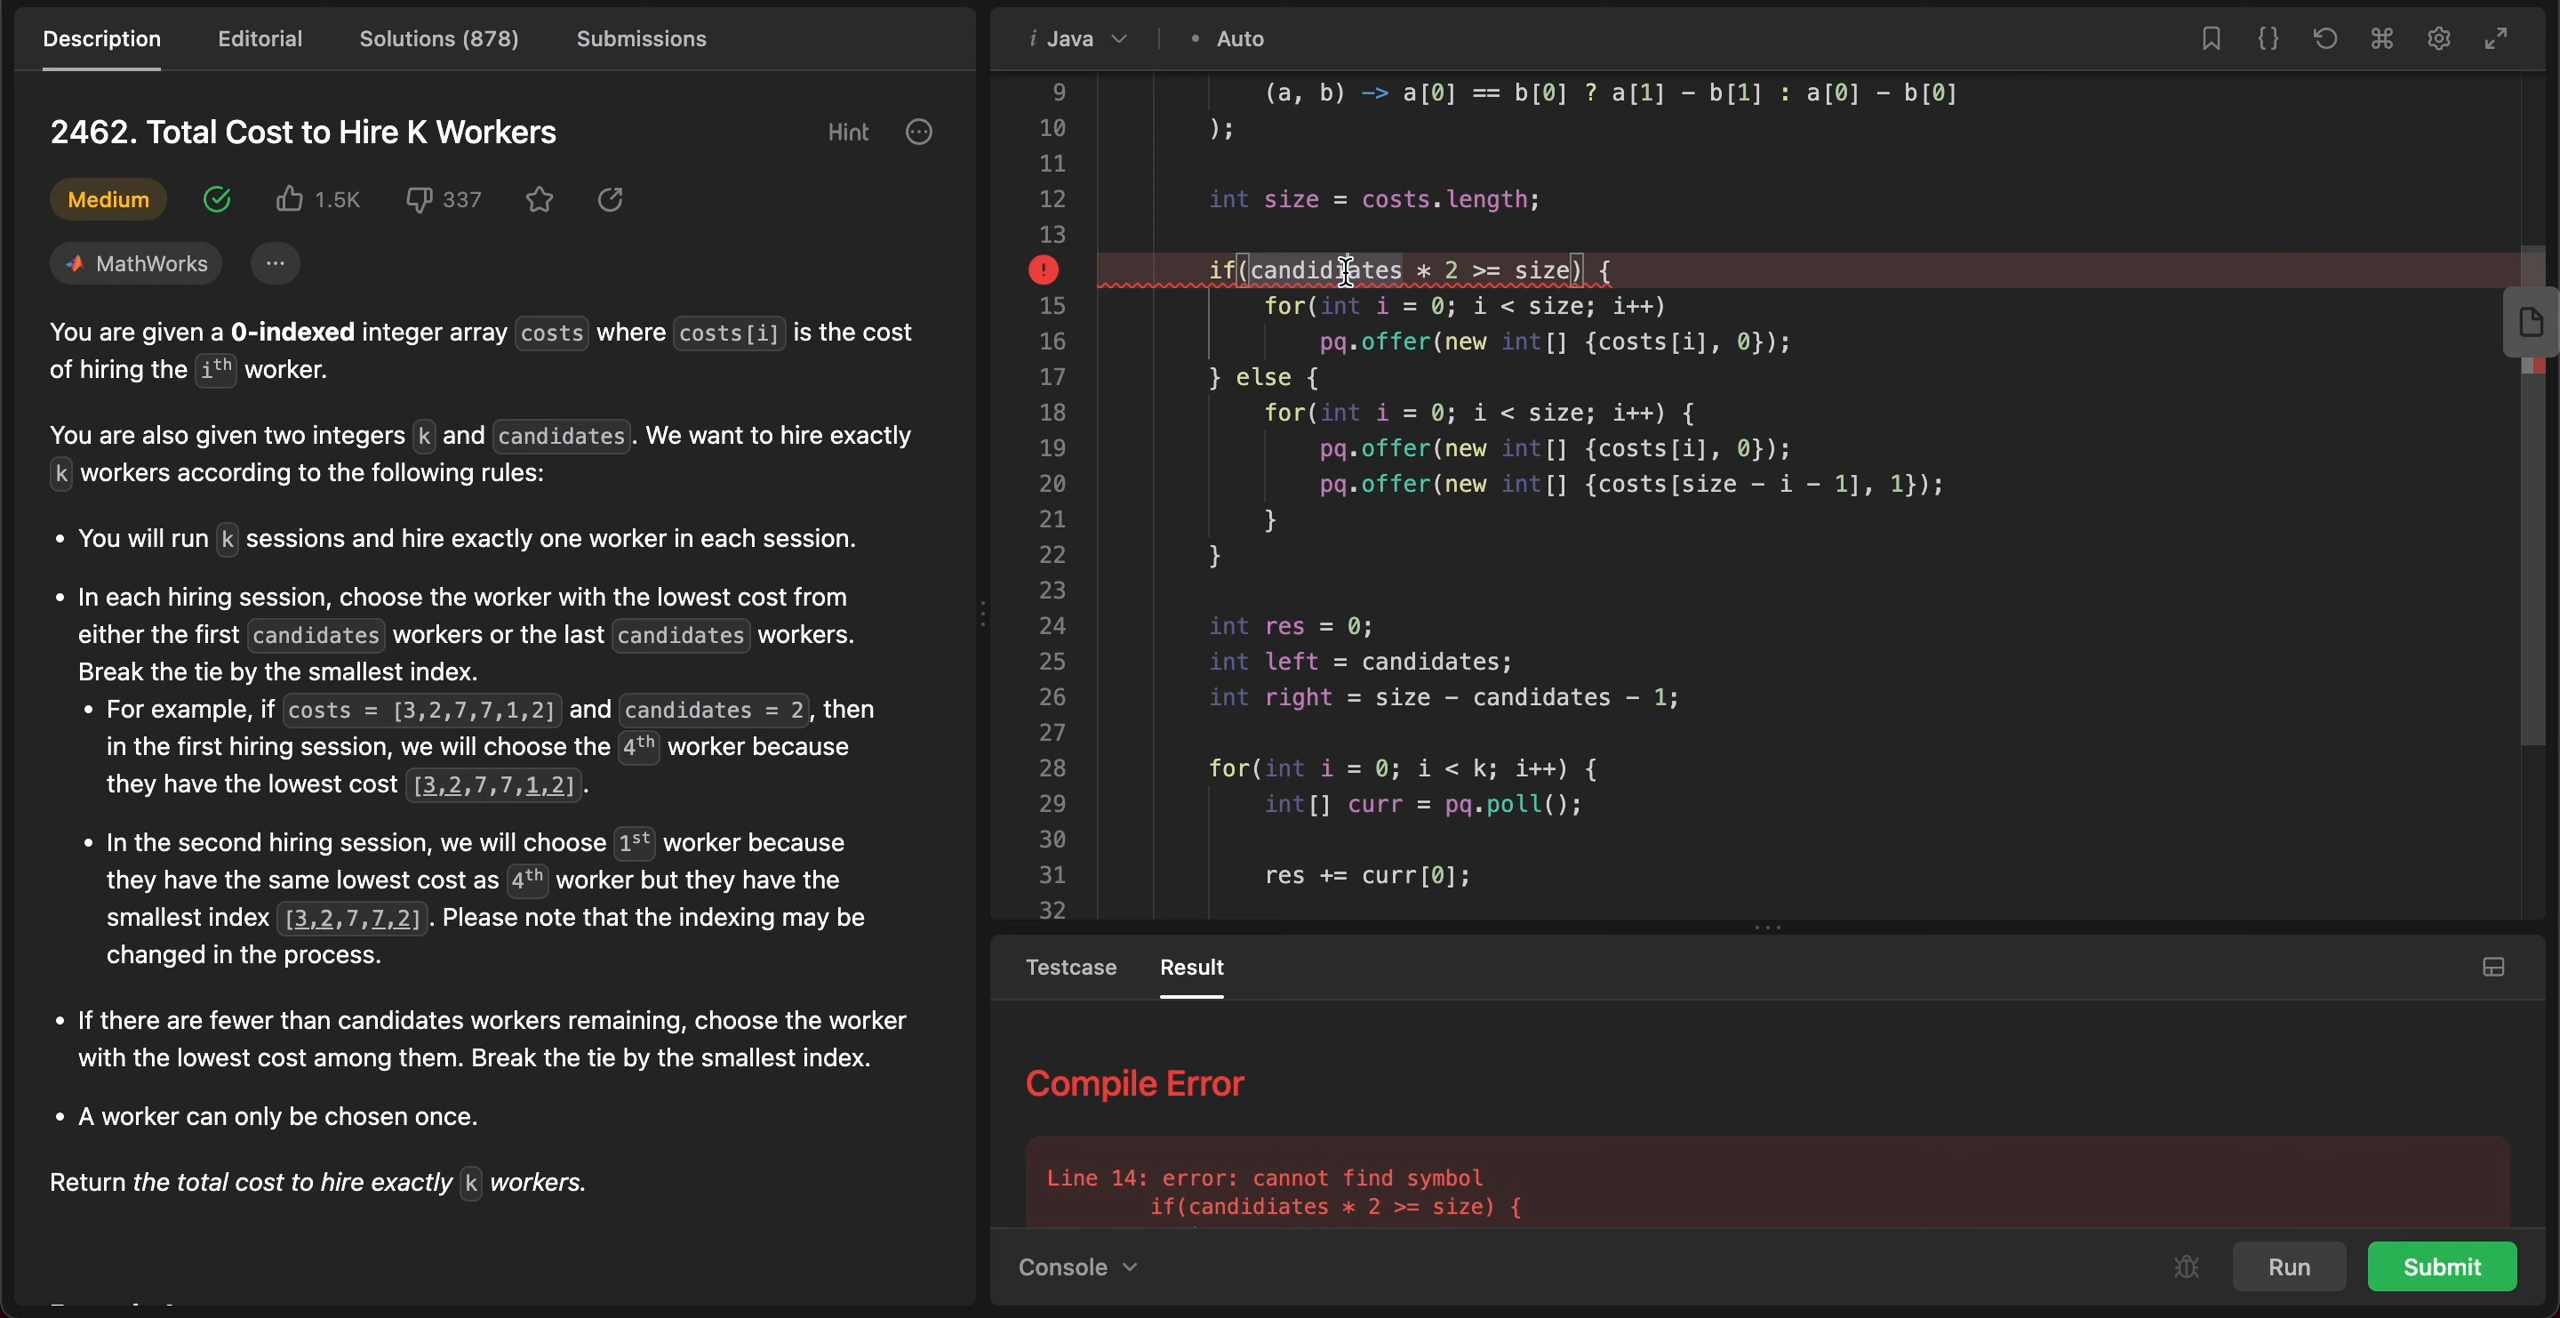 Description Editorial Solutions (878) Submissions
2462. Total Cost to Hire K Workers Hint
Medium 1.5K 337
MathWorks ...
You are given a 0-indexed integer array costs where costs[i] is the cost
of hiring the ith worker.
You are also given two integers k and candidates. We want to hire exactly
k workers according to the following rules:
• You will run k sessions and hire exactly one worker in each session.
• In each hiring session, choose the worker with the lowest cost from
either the first candidates workers or the last candidates workers.
Break the tie by the smallest index.
• For example, if costs = [3,2,7,7,1,2] and candidates = 2, then
in the first hiring session, we will choose the 4th worker because
they have the lowest cost [3,2,7,7,1,2].
• In the second hiring session, we will choose 1st worker because
they have the same lowest cost as 4th worker but they have the
smallest index [3,2,7,7,2]. Please note that the indexing may be
changed in the process.
• If there are fewer than candidates workers remaining, choose the worker
with the lowest cost among them. Break the tie by the smallest index.
• A worker can only be chosen once.
Return the total cost to hire exactly k workers.
i Java • Auto
9 (a, b) -> a[0] == b[0] ? a[1] - b[1] : a[0] - b[0]
10 );
11
12 int size = costs.length;
13
if(candidiates * 2 >= size) {
15 for(int i = 0; i < size; i++)
16 pq.offer(new int[] {costs[i], 0});
17 } else {
18 for(int i = 0; i < size; i++) {
19 pq.offer(new int[] {costs[i], 0});
20 pq.offer(new int[] {costs[size - i - 1], 1});
21 }
22 }
23
24 int res = 0;
25 int left = candidates;
26 int right = size - candidates - 1;
27
28 for(int i = 0; i < k; i++) {
29 int[] curr = pq.poll();
30
31 res += curr[0];
32
Testcase Result
Compile Error
Line 14: error: cannot find symbol
if(candidiates * 2 >= size) {
Console Run Submit